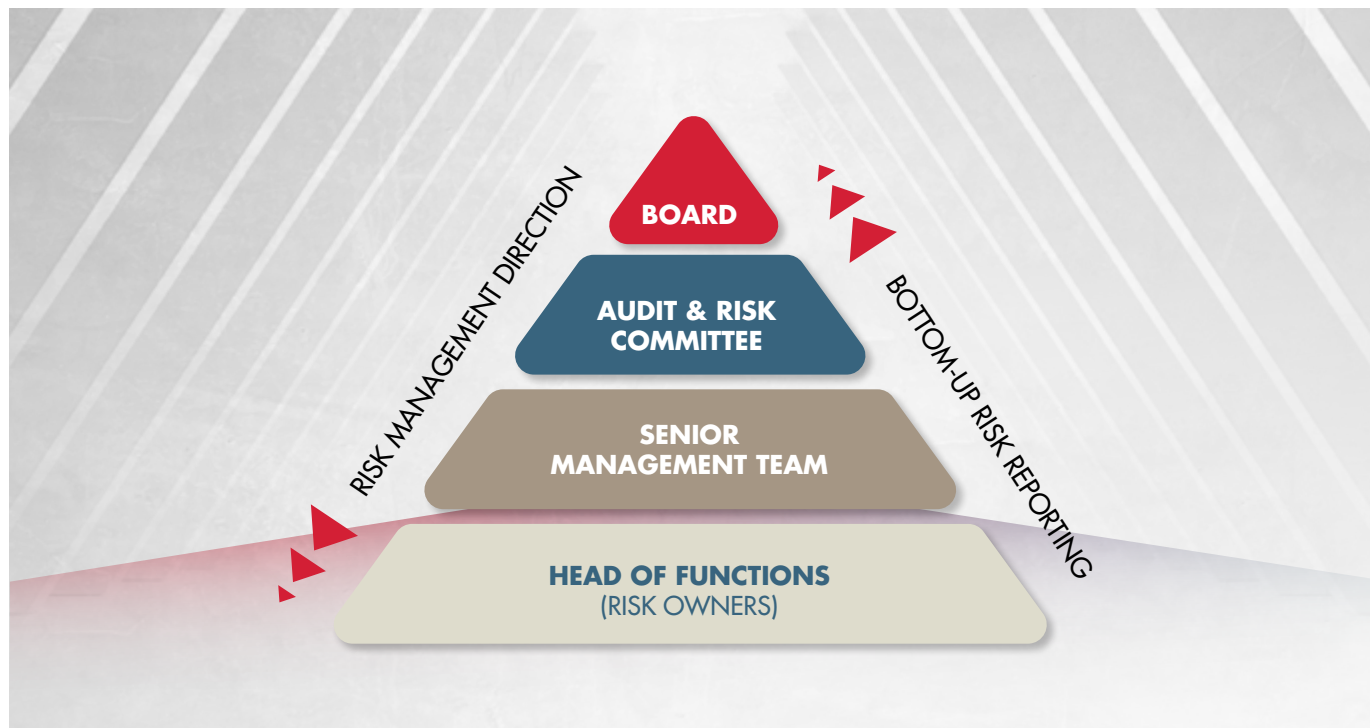 BOARD
AUDIT & RISK
COMMITTEE
SENIOR
MANAGEMENT TEAM
HEAD OF FUNCTIONS
(RISK OWNERS)
RISK MANAGEMENT DIRECTION
BOTTOM-UP RISK REPORTING